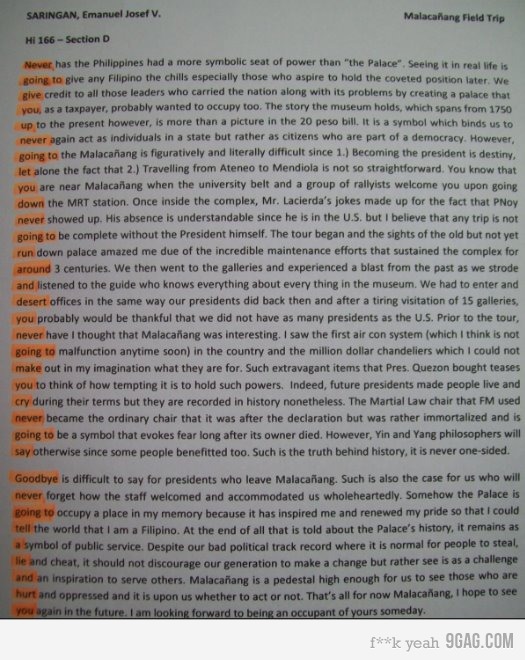 SARINGAN, Emanuel Josef V.
Malacañang Field Trip
Hi 166 – Section D
Never has the Philippines had a more symbolic seat of power than "the Palace". Seeing it in real life is
going to give any Filipino the chills especially those who aspire to hold the coveted position later. We
give credit to all those leaders who carried the nation along with its problems by creating a palace that
you, as a taxpayer, probably wanted to occupy too. The story the museum holds, which spans from 1750
up to the present however, is more than a picture in the 20 peso bill. It is a symbol which binds us to
never again act as individuals in a state but rather as citizens who are part of a democracy. However,
going to the Malacañang is figuratively and literally difficult since 1.) Becoming the president is destiny,
let alone the fact that 2.) Travelling from Ateneo to Mendiola is not so straightforward. You know that
you are near Malacañang when the university belt and a group of rallyists welcome you upon going
down the MRT station. Once inside the complex, Mr. Lacierda's jokes made up for the fact that PNoy
never showed up. His absence is understandable since he is in the U.S. but I believe that any trip is not
going to be complete without the President himself. The tour began and the sights of the old but not yet
run down palace amazed me due of the incredible maintenance efforts that sustained the complex for
around 3 centuries. We then went to the galleries and experienced a blast from the past as we strode
and listened to the guide who knows everything about every thing in the museum. We had to enter and
desert offices in the same way our presidents did back then and after a tiring visitation of 15 galleries,
you probably would be thankful that we did not have as many presidents as the U.S. Prior to the tour,
never have I thought that Malacañang was interesting. I saw the first air con system (which I think is not
going to malfunction anytime soon) in the country and the million dollar chandeliers which I could not
make out in my imagination what they are for. Such extravagant items that Pres. Quezon bought teases
you to think of how tempting it is to hold such powers. Indeed, future presidents made people live and
cry during their terms but they are recorded in history nonetheless. The Martial Law chair that FM used
never became the ordinary chair that it was after the declaration but was rather immortalized and is
going to be a symbol that evokes fear long after its owner died. However, Yin and Yang philosophers will
say otherwise since some people benefitted too. Such is the truth behind history, it is never one-sided.
Goodbye is difficult to say for presidents who leave Malacañang. Such is also the case for us who will
never forget how the staff welcomed and accommodated us wholeheartedly. Somehow the Palace is
going to occupy a place in my memory because it has inspired me and renewed my pride so that I could
tell the world that I am a Filipino. At the end of all that is told about the Palace's history, it remains as
a symbol of public service. Despite our bad political track record where it is normal for people to steal,
lie and cheat, it should not discourage our generation to make a change but rather see is as a challenge
and an inspiration to serve others. Malacañang is a pedestal high enough for us to see those who are
hurt and oppressed and it is upon us whether to act or not. That's all for now Malacañang, I hope to see
you again in the future. I am looking forward to being an occupant of yours someday.
f**k yeah 9GAG.COM